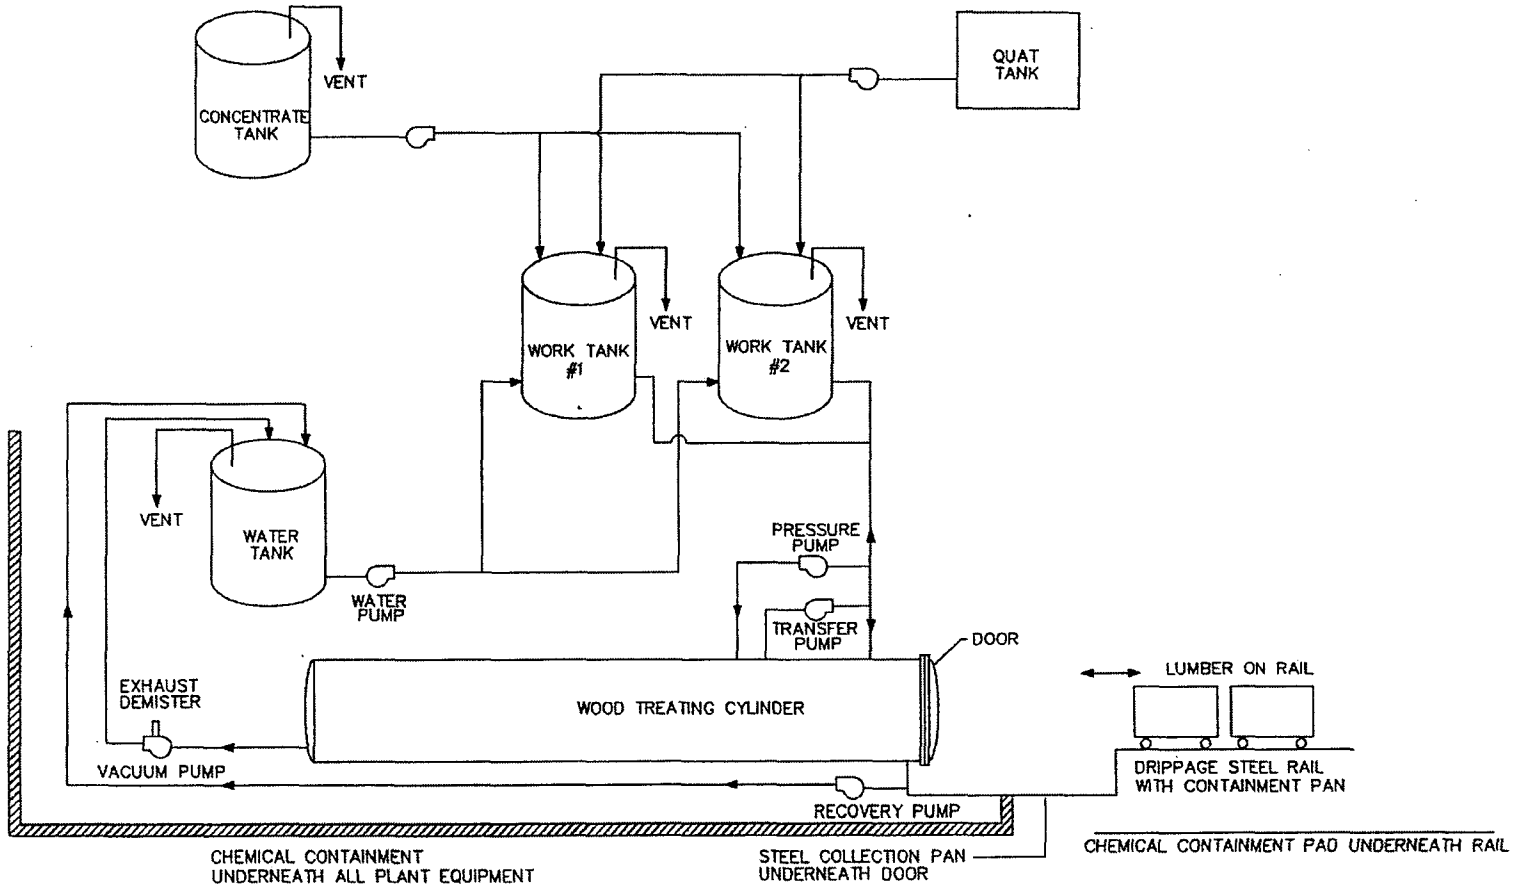 VENT
QUAT
TANK
CONCENTRATE
TANK
VENT
VENT
WORK TANK
#1
WORK TANK
#2
VENT
WATER
TANK
PRESSURE
PUMP
WATER
PUMP
TRANSFER
PUMP
DOOR
LUMBER ON RAIL
EXHAUST
DEMISTER
WOOD TREATING CYLINDER
VACUUM PUMP
DRIPPAGE STEEL RAIL
WITH CONTAINMENT PAN
RECOVERY PUMP
CHEMICAL CONTAINMENT PAD UNDERNEATH RAIL
CHEMICAL CONTAINMENT
UNDERNEATH ALL PLANT EQUIPMENT
STEEL COLLECTION PAN
UNDERNEATH DOOR